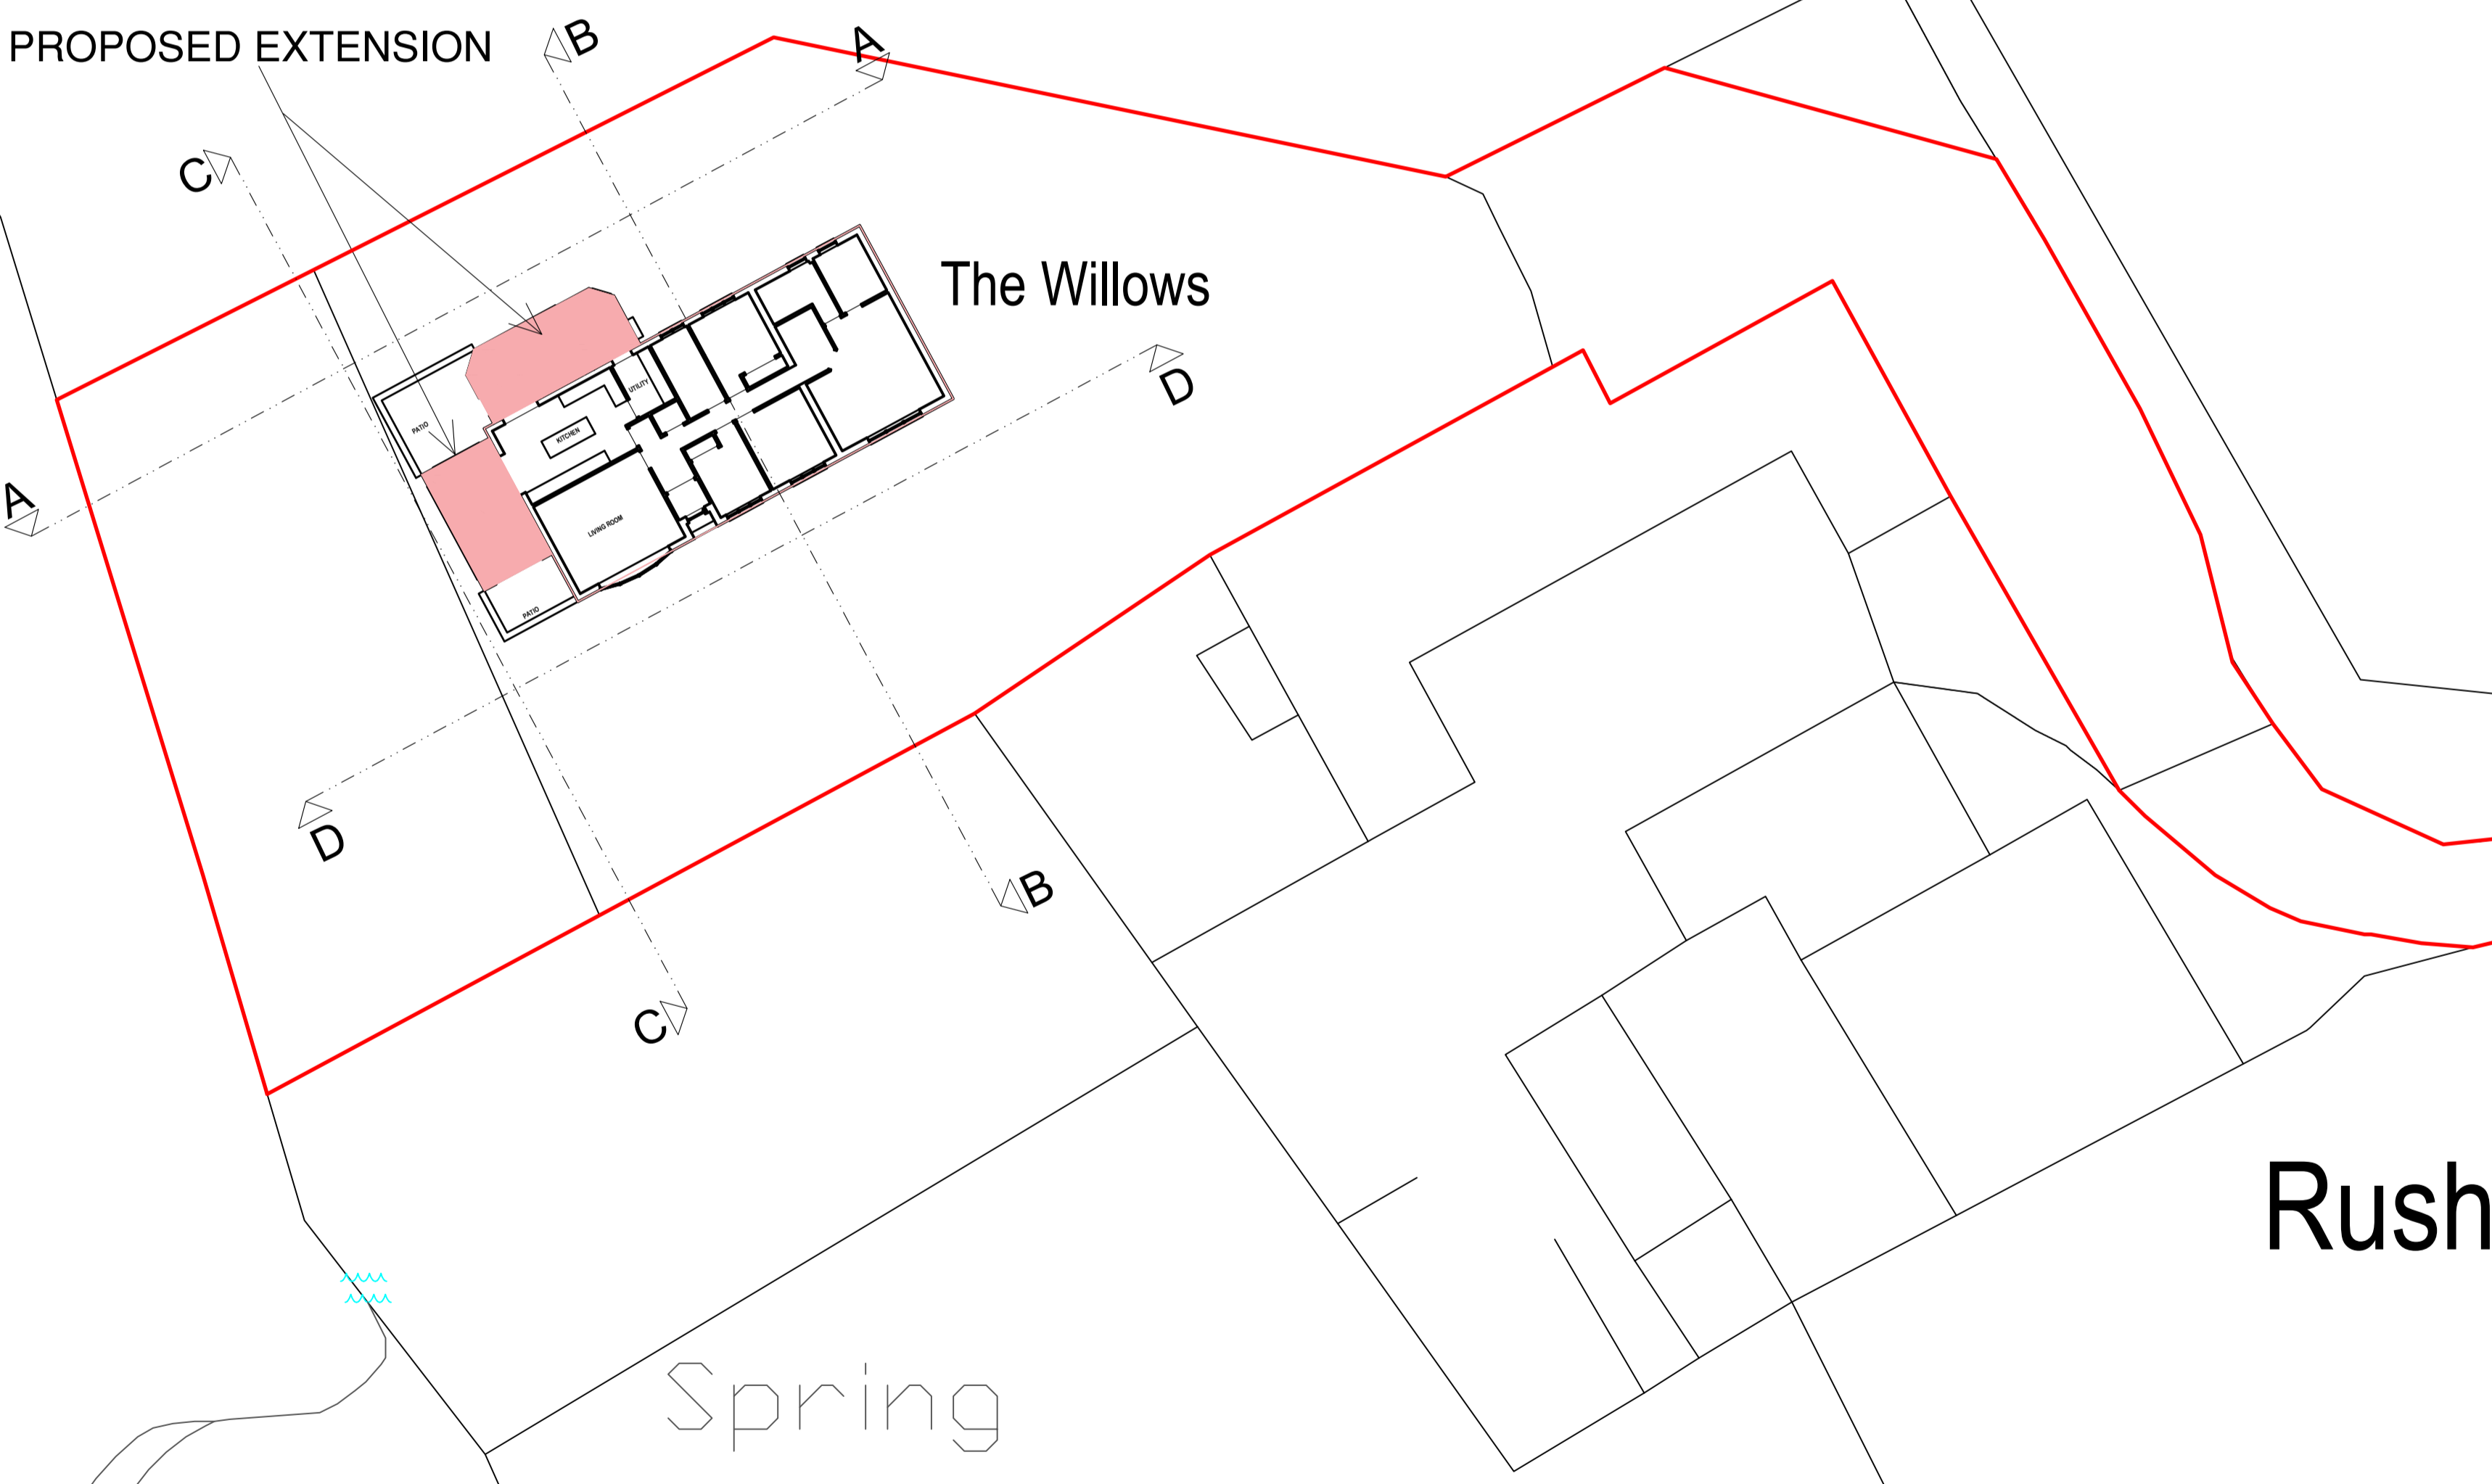 PROPOSED EXTENSION
B
A
C
The Willows
UTILITY
D
PATIO
KITCHEN
A
LIVING ROOM
PATIO
D
B
C
Rush
Spring